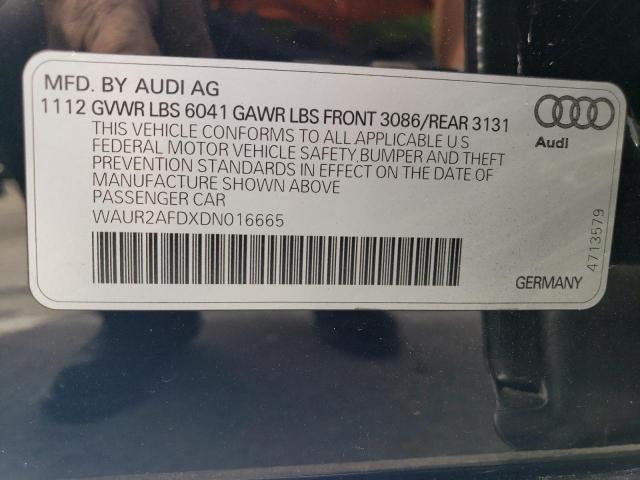 MFD. BY AUDI AG
1112 GVWR LBS 6041 GAWR LBS FRONT 3086/REAR 3131
THIS VEHICLE CONFORMS TO ALL APPLICABLE U S
FEDERAL MOTOR VEHICLE SAFETY,BUMPER AND THEFT
PREVENTION STANDARDS IN EFFECT ON THE DATE OF
MANUFACTURE SHOWN ABOVE
PASSENGER CAR
WAUR2AFDXDN016665
Audi
4713579
GERMANY